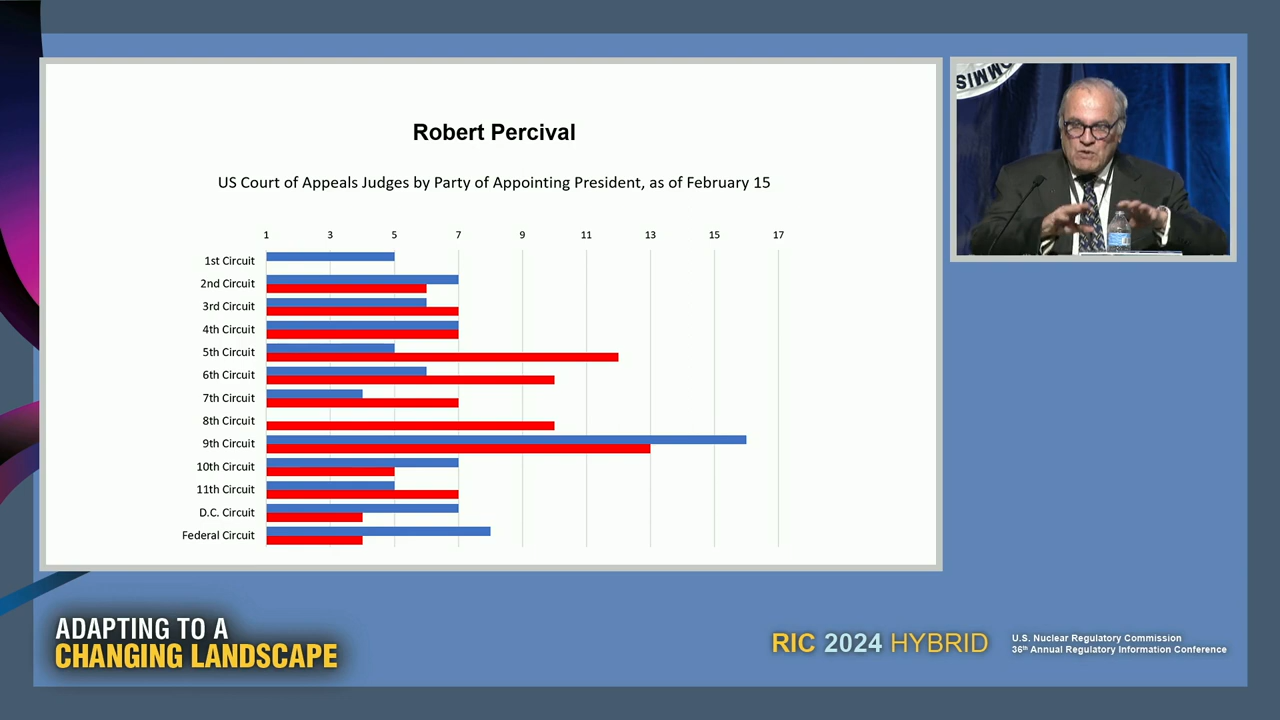 Robert Percival
US Court of Appeals Judges by Party of Appointing President, as of February 15
1 3 5 7 9 11 13 15 17
1st Circuit
2nd Circuit
3rd Circuit
4th Circuit
5th Circuit
6th Circuit
7th Circuit
8th Circuit
9th Circuit
10th Circuit
11th Circuit
D.C. Circuit
Federal Circuit
MMIS
ADAPTING TO A
CHANGING LANDSCAPE
RIC 2024 HYBRID
U.S. Nuclear Regulatory Commission
36th Annual Regulatory Information Conference